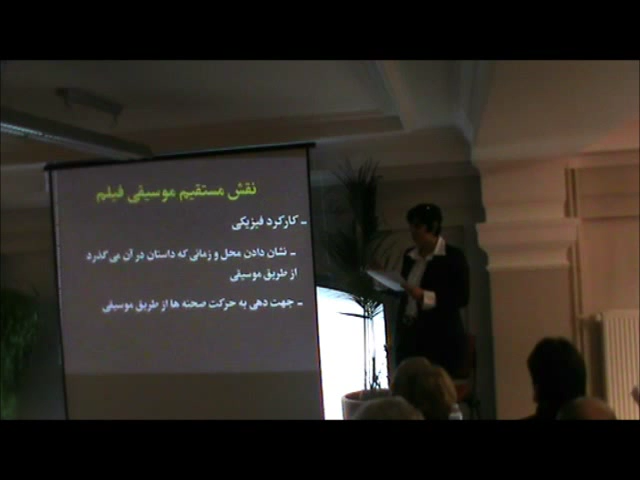 نقش مستقیم موسیقی فیلم
ـ کارکرد فیزیکی
ـ نشان دادن محل و زمانی که داستان در آن می گذرد
از طریق موسیقی
ـ جهت دهی به حرکت صحنه ها از طریق موسیقی